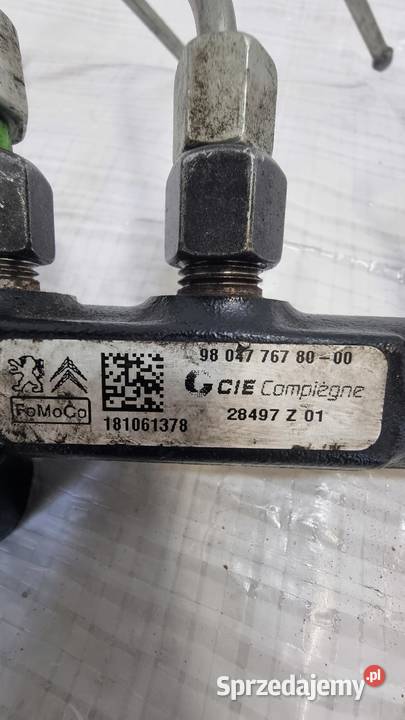 98 047 767 80-00
CIE Compiègne
FoMoCo
181061378
28497 Z 01
Sprzedajemy.pl